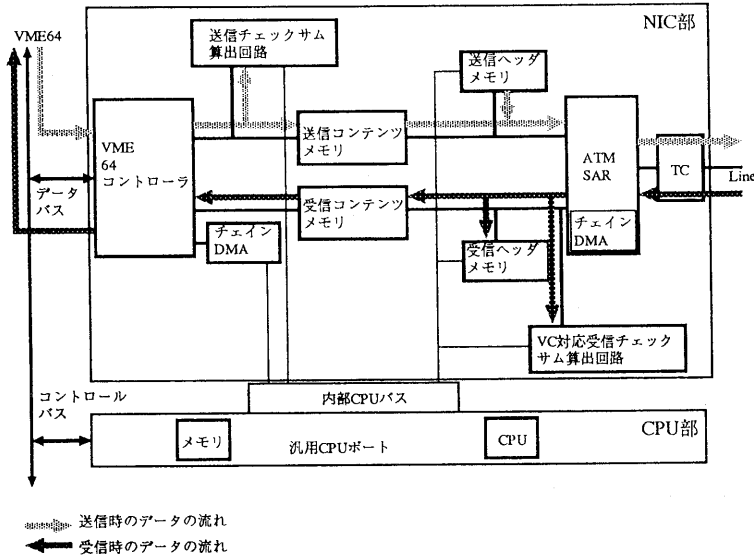 VME64
NIC部
送信チェックサム
算出回路
送信ヘッダ
メモリ
VME
64
コントローラ
送信コンテンツ
メモリ
ATM
SAR
TC
Line
データ
バス
受信コンテンツ
メモリ
チェイン
DMA
受信ヘッダ
メモリ
チェイン
DMA
VC対応受信チェック
サム算出回路
コントロール
バス
内部CPUバス
CPU部
メモリ
汎用CPUポート
CPU
送信時のデータの流れ
受信時のデータの流れ